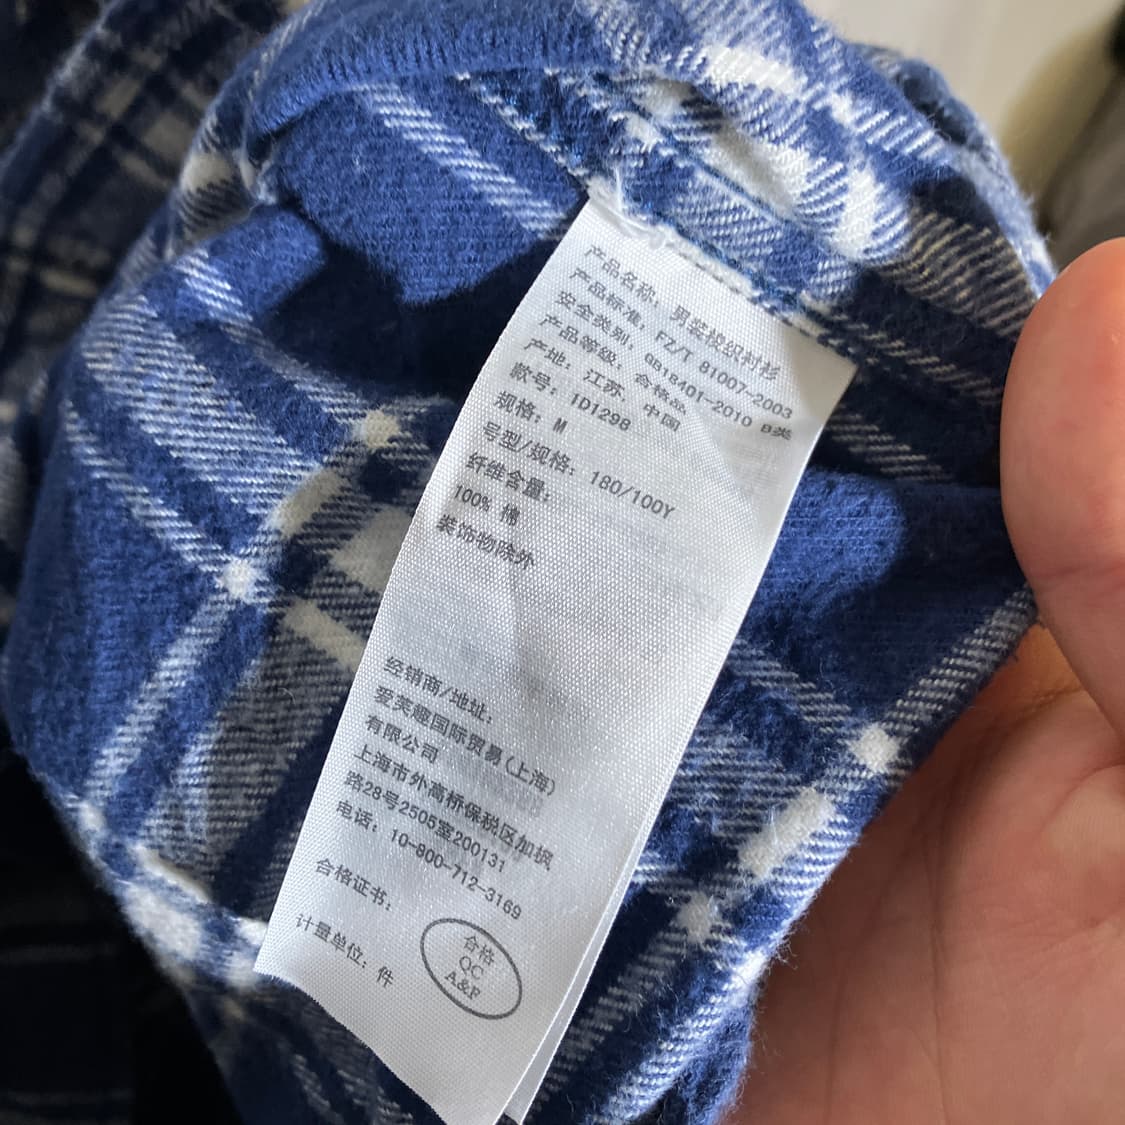 产品名称: 男装梭织衬衫
产品标准: FZ/T 81007-2003
安全类别: GB18401-2010 B类
产品等级: 合格品
产地: 江苏, 中国
款号: ID1298
规格: M
号型/规格: 180/100Y
纤维含量:
100% 棉
装饰物除外
经销商/地址:
爱芙趣国际贸易(上海)
有限公司
上海市外高桥保税区加枫
路28号2505室200131
电话: 10-800-712-3169
合格证书:
合格
QC
A&F
计量单位: 件